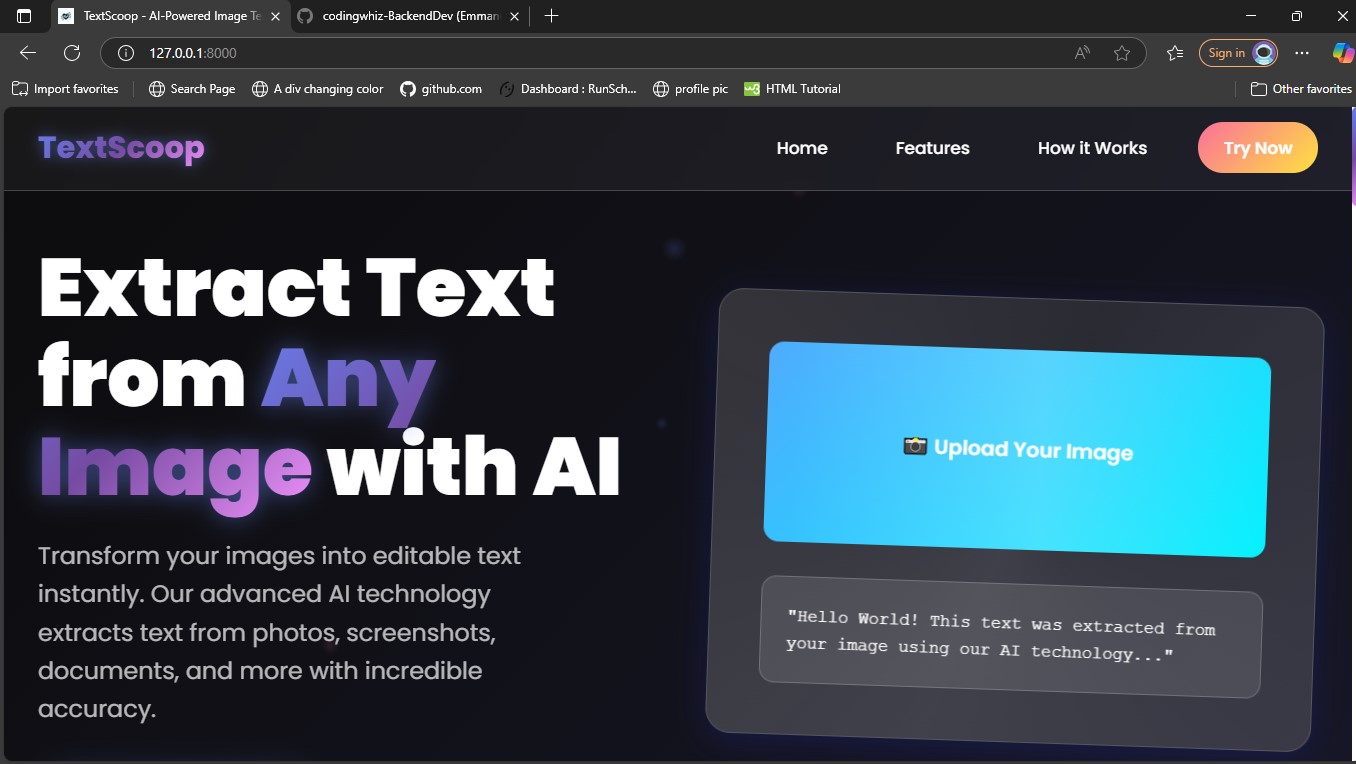 TextScoop - AI-Powered Image Te
codingwhiz-BackendDev (Emman
127.0.0.1:8000
Sign in
Import favorites
Search Page
A div changing color
github.com
Dashboard : RunSch...
profile pic
HTML Tutorial
Other favorites
TextScoop
Home
Features
How it Works
Try Now
Extract Text
from Any
Image with AI
Transform your images into editable text
instantly. Our advanced AI technology
extracts text from photos, screenshots,
documents, and more with incredible
accuracy.
📸 Upload Your Image
"Hello World! This text was extracted from
your image using our AI technology..."